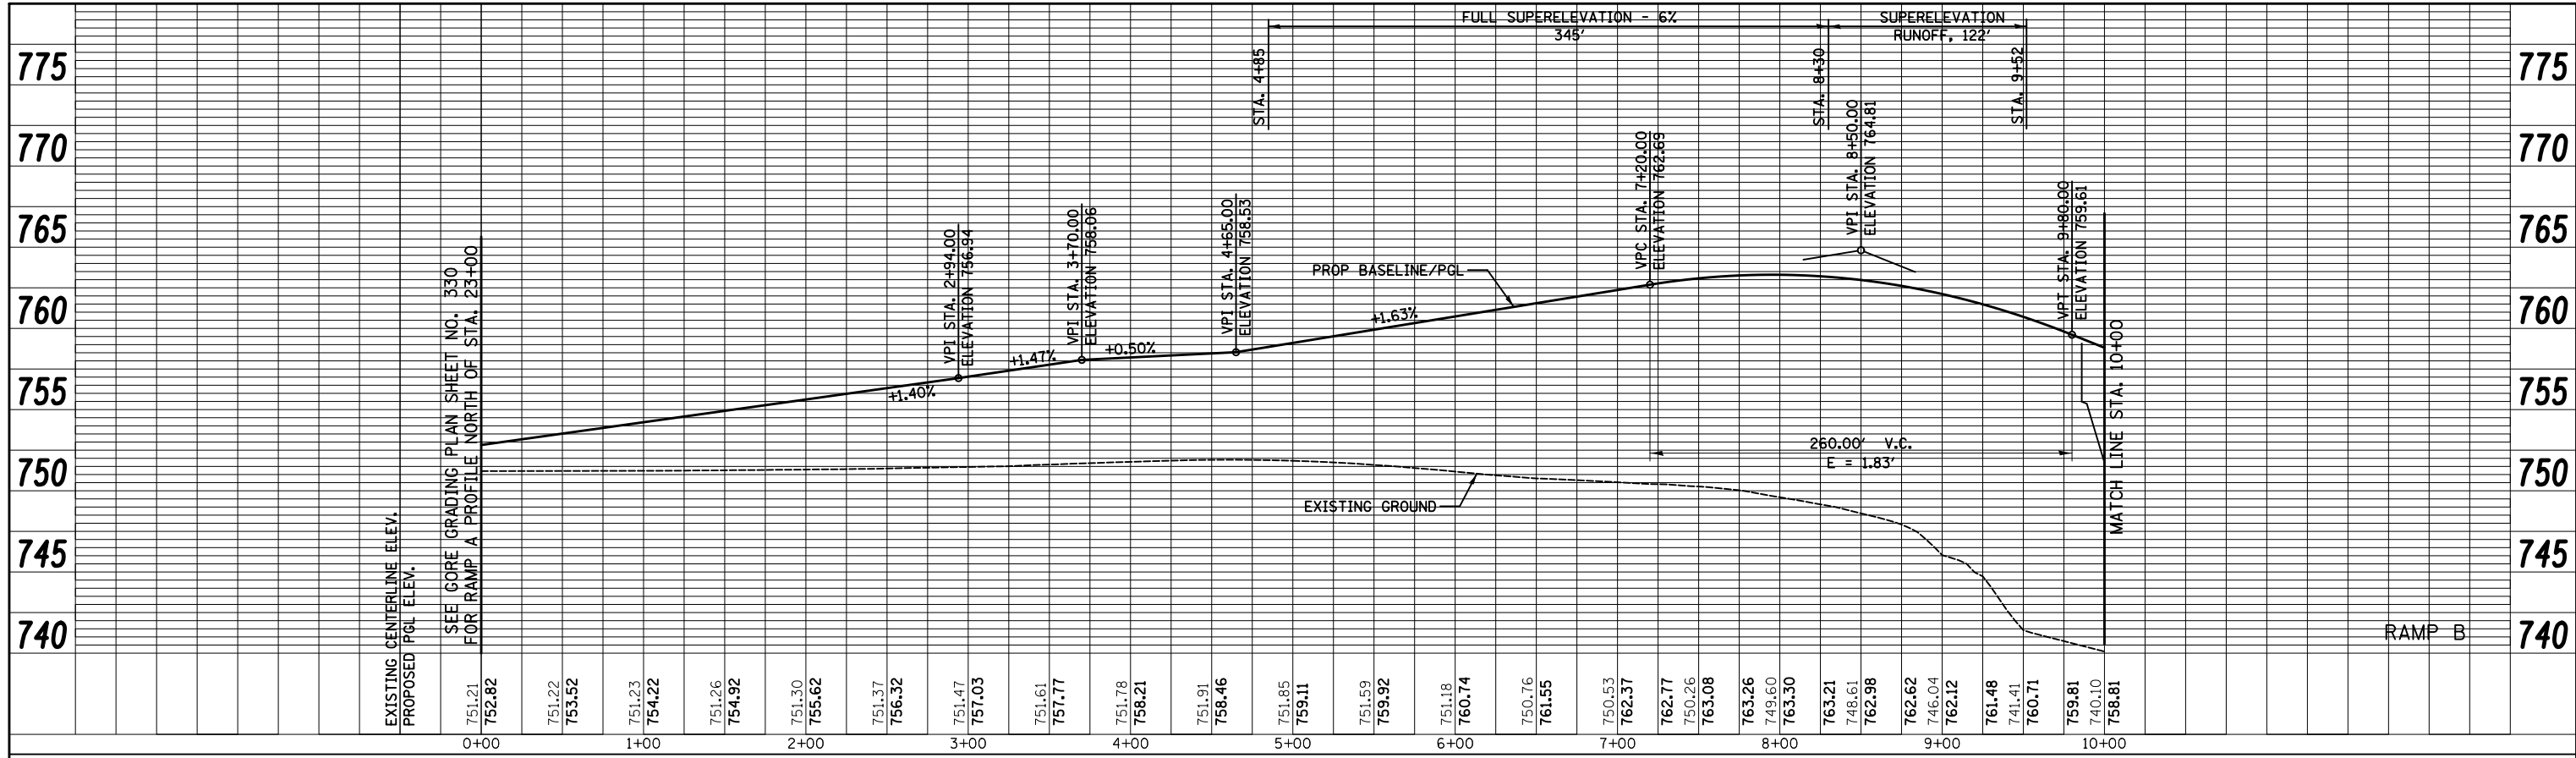 FULL SUPERELEVATION - 6%
345'
SUPERELEVATION
RUNOFF, 122'
STA. 4+85
STA. 8+30
STA. 9+52
775
775
770
770
765
765
760
760
755
755
750
750
745
745
740
740
SEE GORE GRADING PLAN SHEET NO. 330
FOR RAMP A PROFILE NORTH OF STA. 23+00
VPI STA. 2+94.00
ELEVATION 756.94
VPI STA. 3+70.00
ELEVATION 758.06
VPI STA. 4+65.00
ELEVATION 758.53
VPC STA. 7+20.00
ELEVATION 762.69
VPI STA. 8+50.00
ELEVATION 764.81
VPT STA. 9+80.00
ELEVATION 759.61
PROP BASELINE/PGL
+1.40%
+1.47%
+0.50%
+1.63%
260.00' V.C.
E = 1.83'
EXISTING GROUND
MATCH LINE STA. 10+00
RAMP B
EXISTING CENTERLINE ELEV.
PROPOSED PGL ELEV.
751.21
752.82
751.22
753.52
751.23
754.22
751.26
754.92
751.30
755.62
751.37
756.32
751.47
757.03
751.61
757.77
751.78
758.21
751.91
758.46
751.85
759.11
751.59
759.92
751.18
760.74
750.76
761.55
750.53
762.37
762.77
750.26
763.08
763.26
749.60
763.30
763.21
748.61
762.98
762.62
746.04
762.12
761.48
741.41
760.71
759.81
740.10
758.81
0+00
1+00
2+00
3+00
4+00
5+00
6+00
7+00
8+00
9+00
10+00